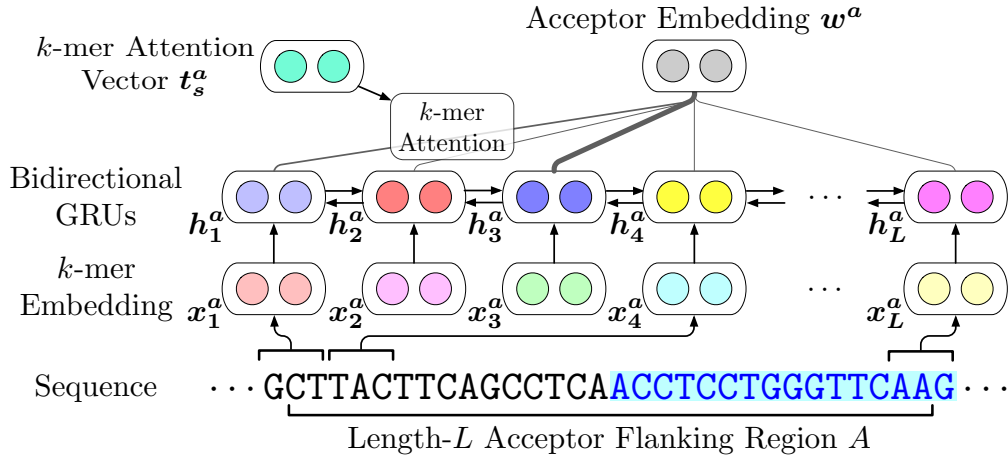 Acceptor Embedding w^a
k-mer Attention
Vector t_s^a
k-mer
Attention
Bidirectional
GRUs
h_1^a h_2^a h_3^a h_4^a ··· h_L^a
k-mer
Embedding
x_1^a x_2^a x_3^a x_4^a ··· x_L^a
Sequence ··· GCTTACTTCAGCCTCAACCTCCTGGGTTCAAG ···
Length-L Acceptor Flanking Region A